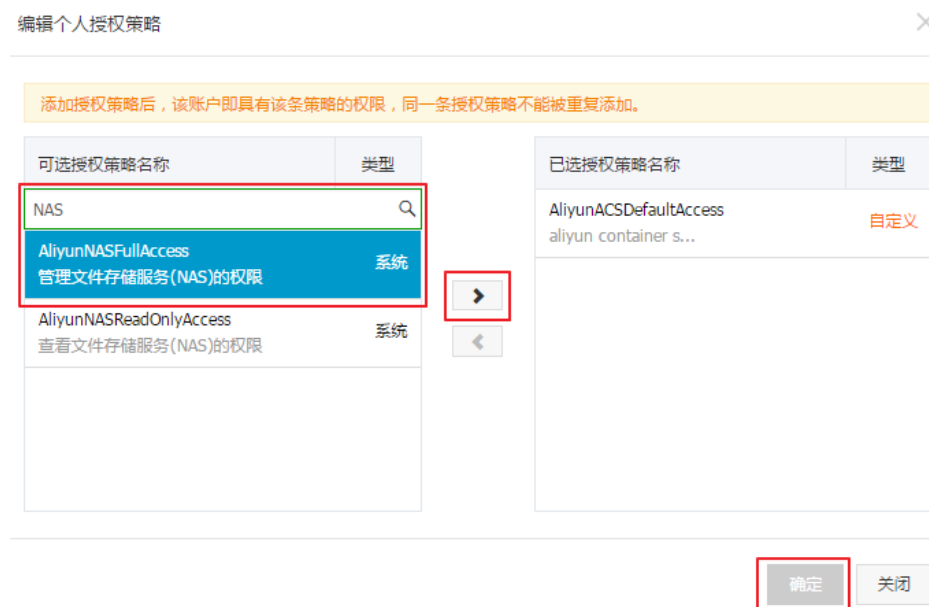 编辑个人授权策略
添加授权策略后，该账户即具有该条策略的权限，同一条授权策略不能被重复添加。
可选授权策略名称 类型
NAS
AliyunNASFullAccess
管理文件存储服务(NAS)的权限
系统
AliyunNASReadOnlyAccess
查看文件存储服务(NAS)的权限
系统
已选授权策略名称 类型
AliyunACSDefaultAccess
aliyun container s...
自定义
确定 关闭